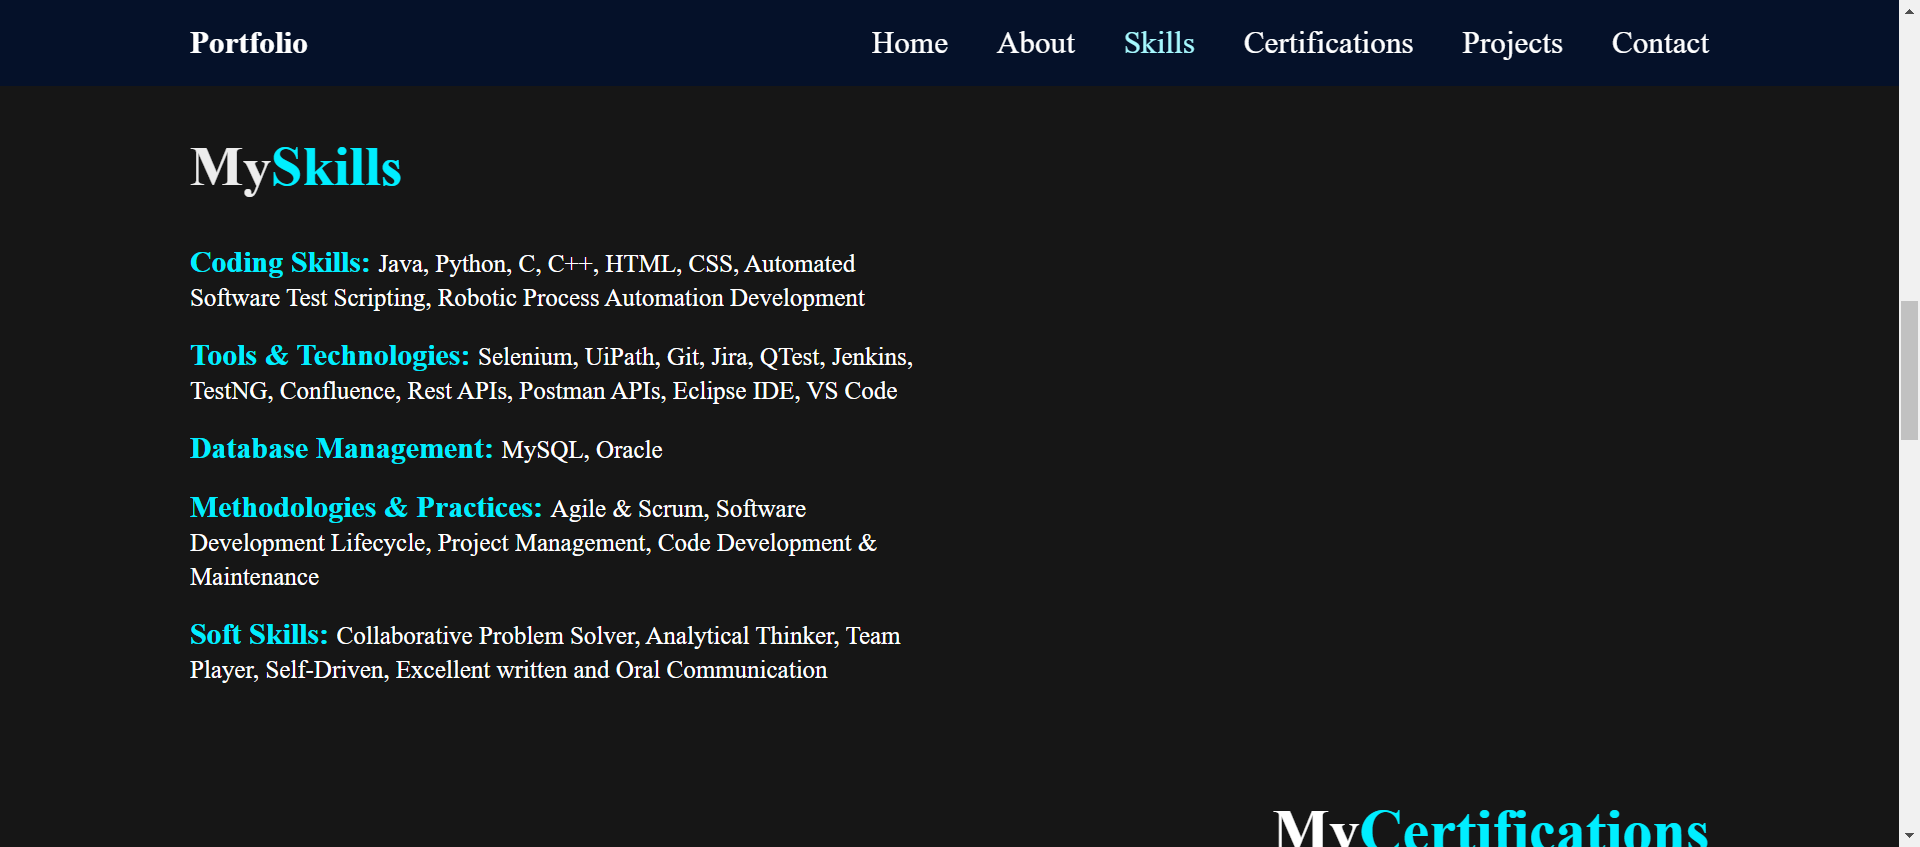 Portfolio
Home About Skills Certifications Projects Contact
MySkills
Coding Skills: Java, Python, C, C++, HTML, CSS, Automated
Software Test Scripting, Robotic Process Automation Development
Tools & Technologies: Selenium, UiPath, Git, Jira, QTest, Jenkins,
TestNG, Confluence, Rest APIs, Postman APIs, Eclipse IDE, VS Code
Database Management: MySQL, Oracle
Methodologies & Practices: Agile & Scrum, Software
Development Lifecycle, Project Management, Code Development &
Maintenance
Soft Skills: Collaborative Problem Solver, Analytical Thinker, Team
Player, Self-Driven, Excellent written and Oral Communication
MyCertifications